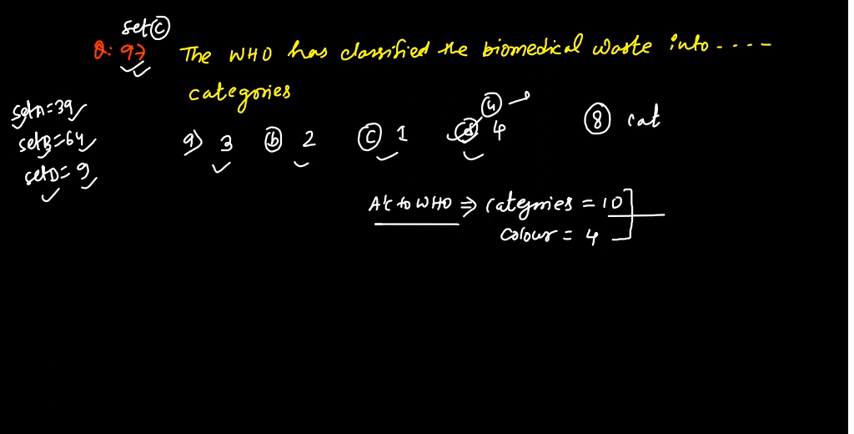 set (C)
Q: 97 The WHO has classified the biomedical waste into.....
categories
setA=39
setB=64
setD=9
a) 3 (b) 2 (c) 1 4
(4)
(8) cat
A/c to WHO ⇒ categories = 10
colour = 4